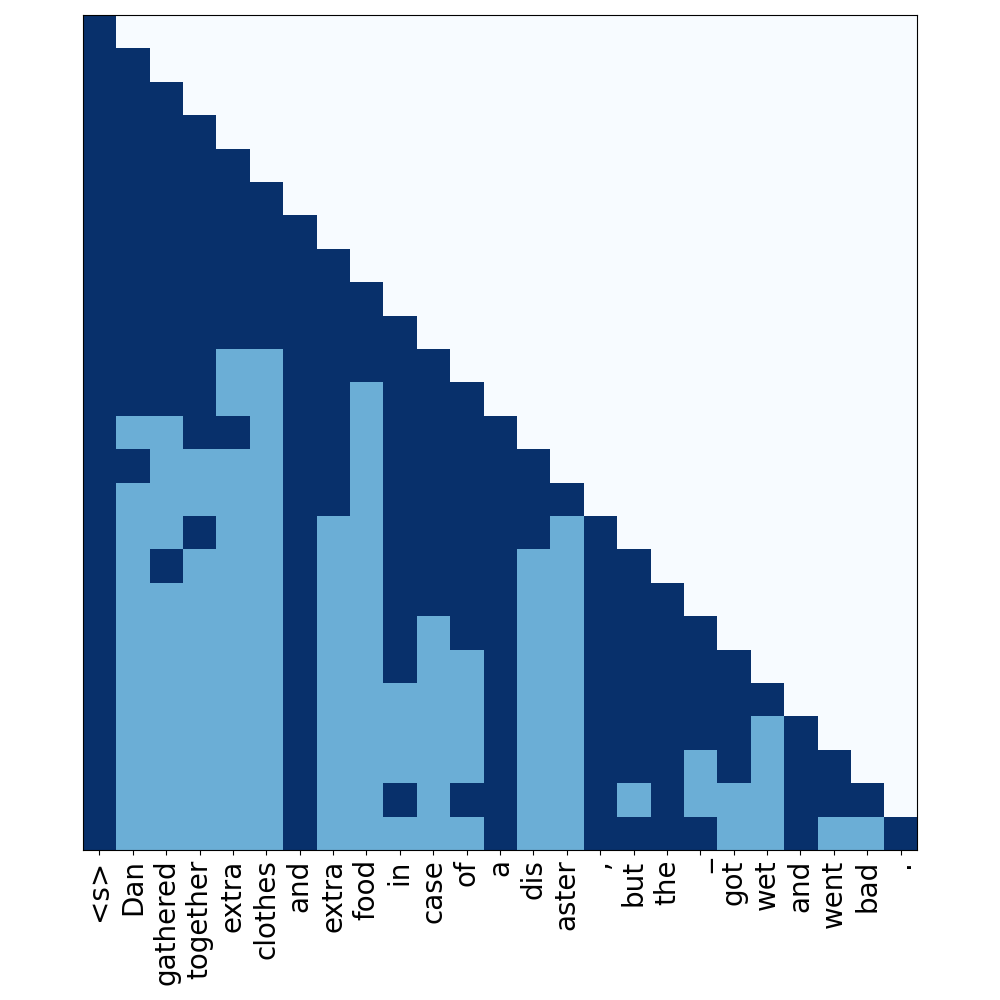 <s>
Dan
gathered
together
extra
clothes
and
extra
food
in
case
of
a
dis
aster
,
but
the
_
got
wet
and
went
bad
.